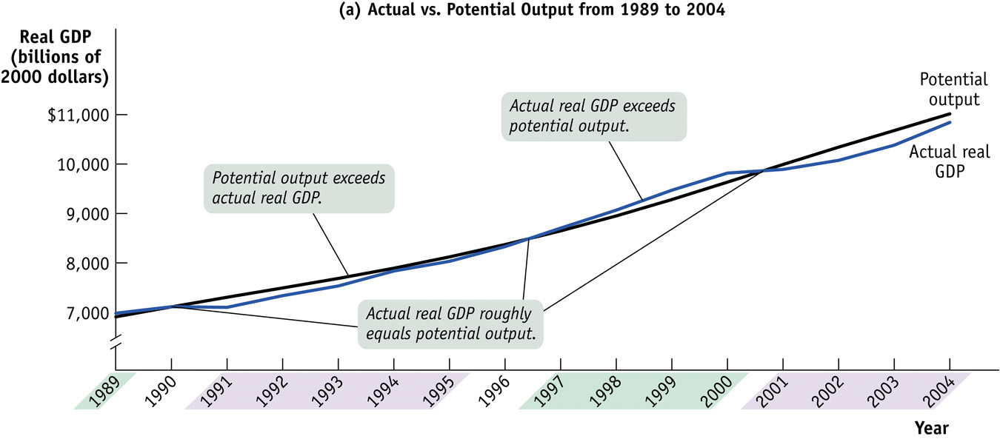 (a) Actual vs. Potential Output from 1989 to 2004
Real GDP
(billions of
2000 dollars)
$11,000
10,000
9,000
8,000
7,000
Potential output exceeds
actual real GDP.
Actual real GDP exceeds
potential output.
Actual real GDP roughly
equals potential output.
Potential
output
Actual real
GDP
1989
1990
1991
1992
1993
1994
1995
1996
1997
1998
1999
2000
2001
2002
2003
2004
Year